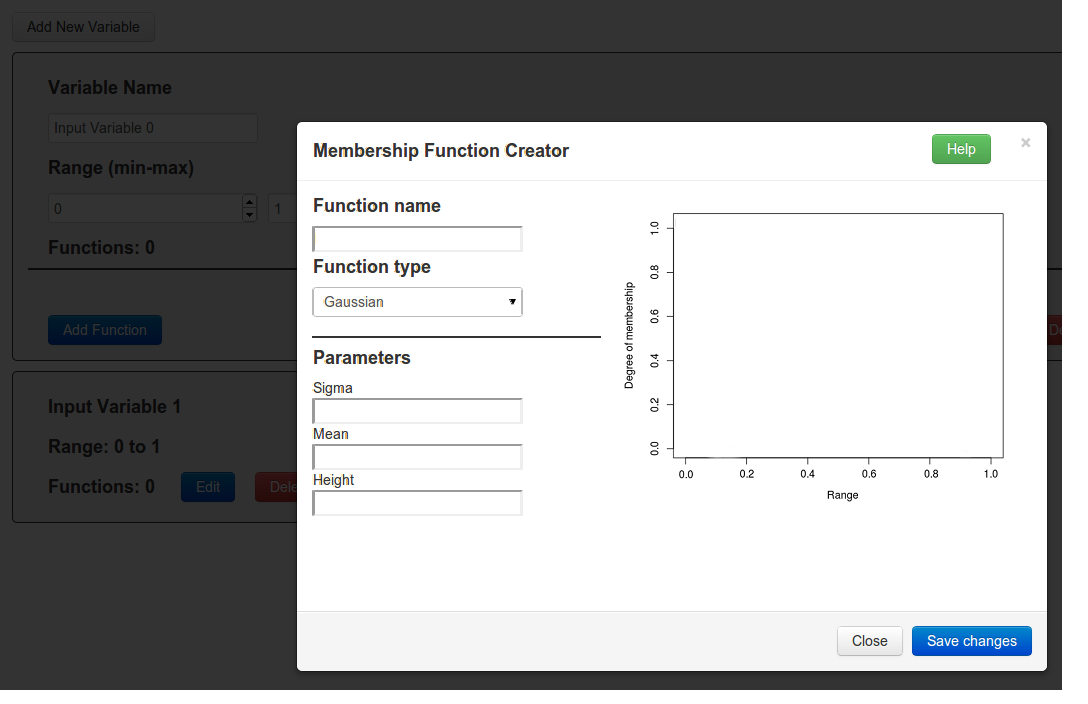 Add New Variable
Variable Name
Input Variable 0
Range (min-max)
0 1
Functions: 0
Add Function
De
Input Variable 1
Range: 0 to 1
Functions: 0 Edit Dele
Membership Function Creator Help ×
Function name
Function type
Gaussian
Parameters
Sigma
Mean
Height
1.0
0.8
0.6
0.4
0.2
0.0
Degree of membership
0.0 0.2 0.4 0.6 0.8 1.0
Range
Close Save changes